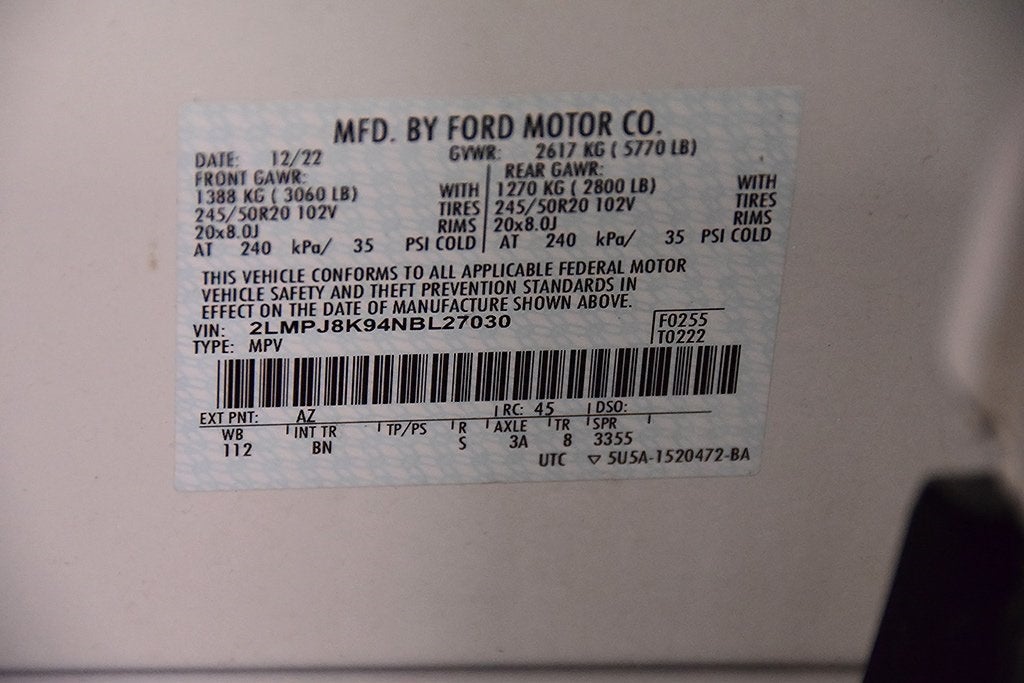 MFD. BY FORD MOTOR CO.
DATE: 12/22 GVWR: 2617 KG ( 5770 LB)
FRONT GAWR: REAR GAWR:
1388 KG ( 3060 LB) WITH 1270 KG ( 2800 LB) WITH
245/50R20 102V TIRES 245/50R20 102V TIRES
20x8.0J RIMS 20x8.0J RIMS
AT 240 kPa/ 35 PSI COLD AT 240 kPa/ 35 PSI COLD
THIS VEHICLE CONFORMS TO ALL APPLICABLE FEDERAL MOTOR
VEHICLE SAFETY AND THEFT PREVENTION STANDARDS IN
EFFECT ON THE DATE OF MANUFACTURE SHOWN ABOVE.
VIN: 2LMPJ8K94NBL27030 F0255
TYPE: MPV T0222
EXT PNT: AZ RC: 45 DSO:
WB INT TR TP/PS R AXLE TR SPR
112 BN S 3A 8 3355
UTC ▽ 5U5A-1520472-BA